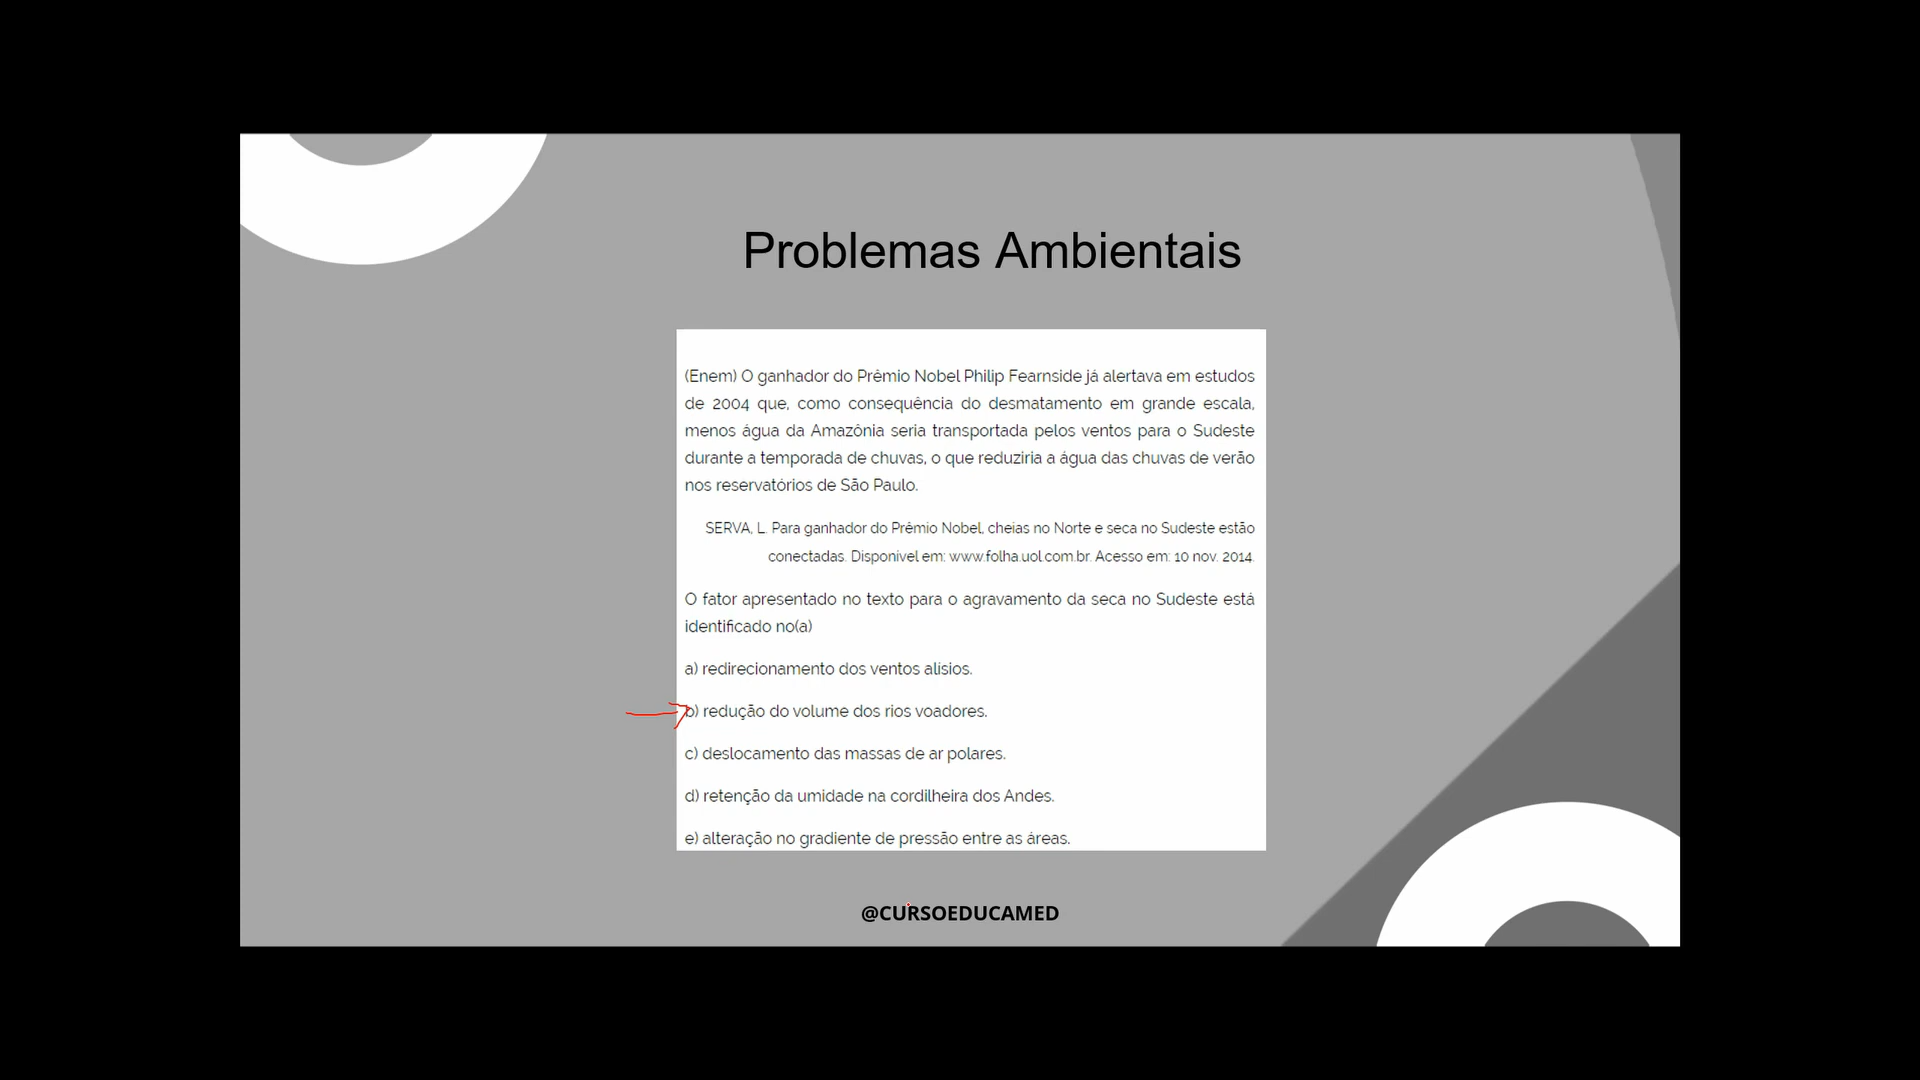 Problemas Ambientais
(Enem) O ganhador do Prêmio Nobel Philip Fearnside já alertava em estudos
de 2004 que, como consequência do desmatamento em grande escala,
menos água da Amazônia seria transportada pelos ventos para o Sudeste
durante a temporada de chuvas, o que reduziria a água das chuvas de verão
nos reservatórios de São Paulo.
SERVA, L. Para ganhador do Prêmio Nobel, cheias no Norte e seca no Sudeste estão
conectadas. Disponível em: www.folha.uol.com.br. Acesso em: 10 nov. 2014.
O fator apresentado no texto para o agravamento da seca no Sudeste está
identificado no(a)
a) redirecionamento dos ventos alísios.
b) redução do volume dos rios voadores.
c) deslocamento das massas de ar polares.
d) retenção da umidade na cordilheira dos Andes.
e) alteração no gradiente de pressão entre as áreas.
@CURSOEDUCAMED